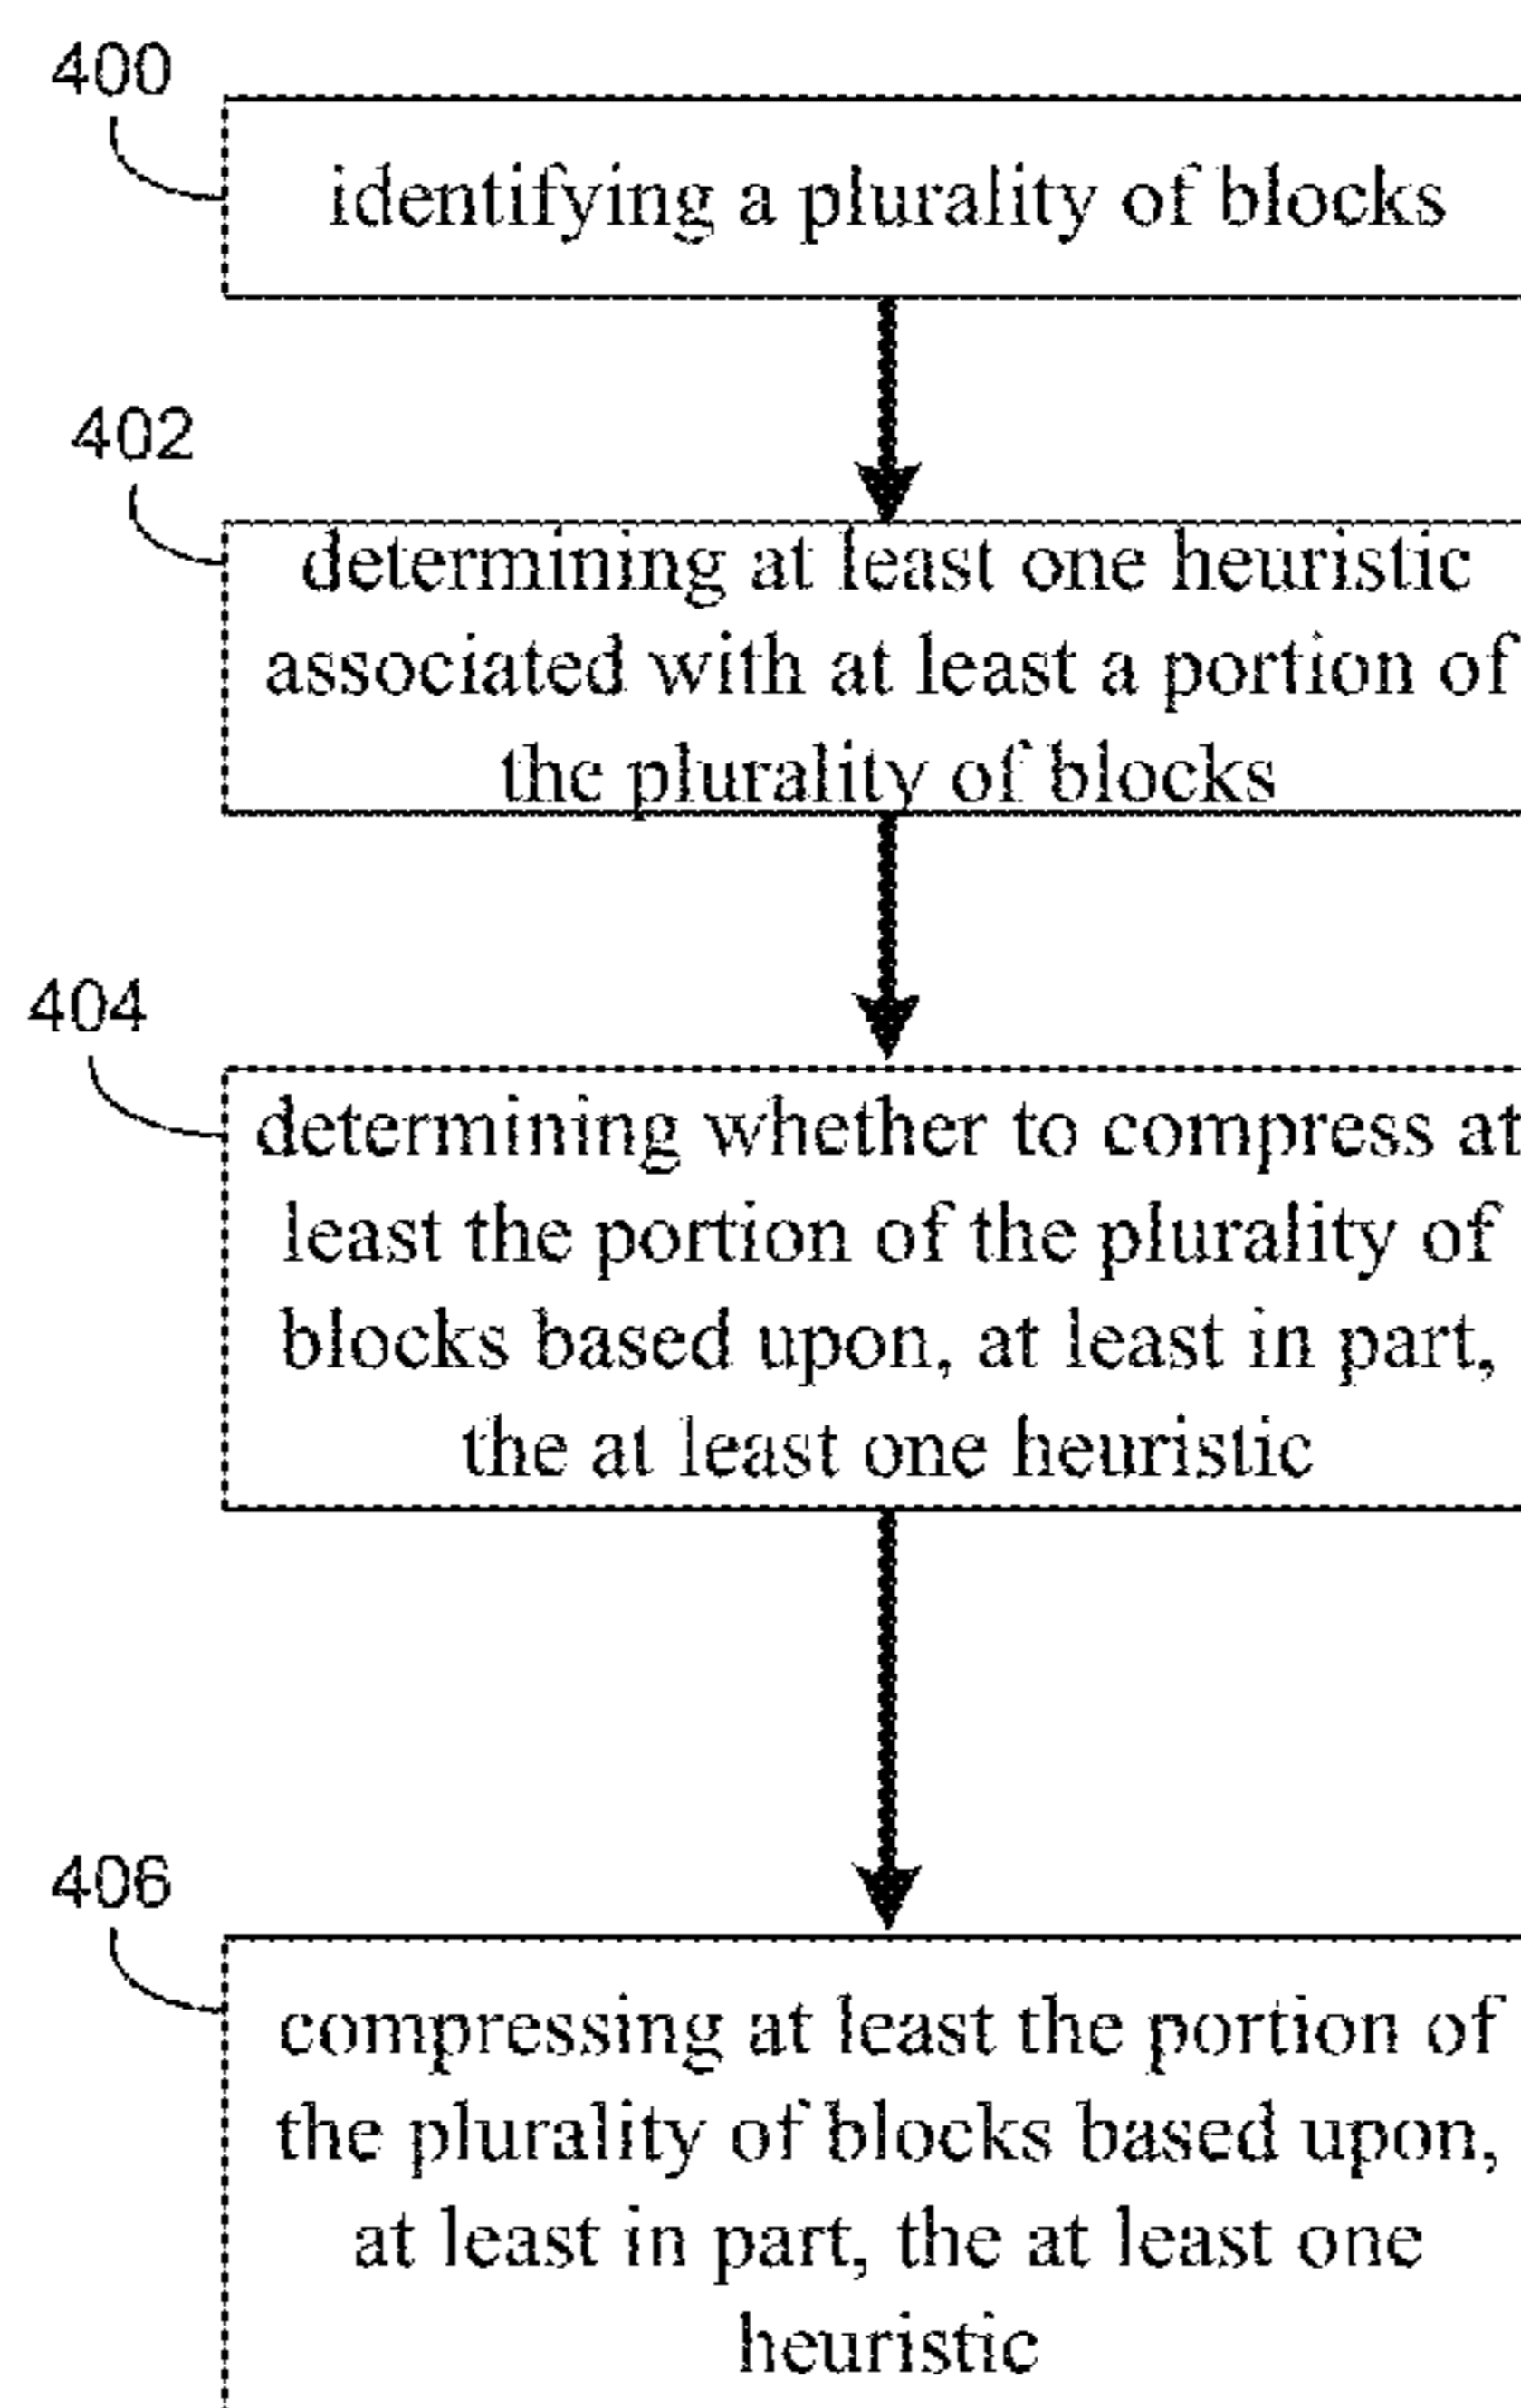 400
identifying a plurality of blocks
402
determining at least one heuristic
associated with at least a portion of
the plurality of blocks
404
determining whether to compress at
least the portion of the plurality of
blocks based upon, at least in part,
the at least one heuristic
406
compressing at least the portion of
the plurality of blocks based upon,
at least in part, the at least one
heuristic